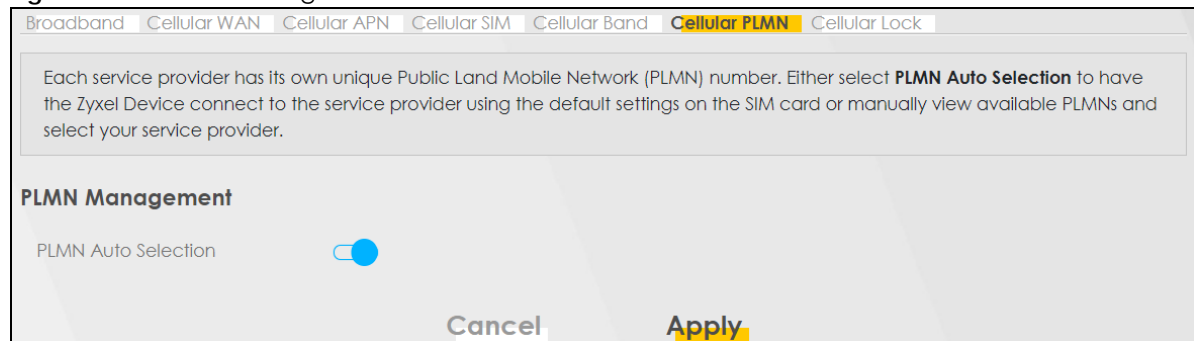 Broadband Cellular WAN Cellular APN Cellular SIM Cellular Band Cellular PLMN Cellular Lock
Each service provider has its own unique Public Land Mobile Network (PLMN) number. Either select PLMN Auto Selection to have
the Zyxel Device connect to the service provider using the default settings on the SIM card or manually view available PLMNs and
select your service provider.
PLMN Management
PLMN Auto Selection
Cancel Apply